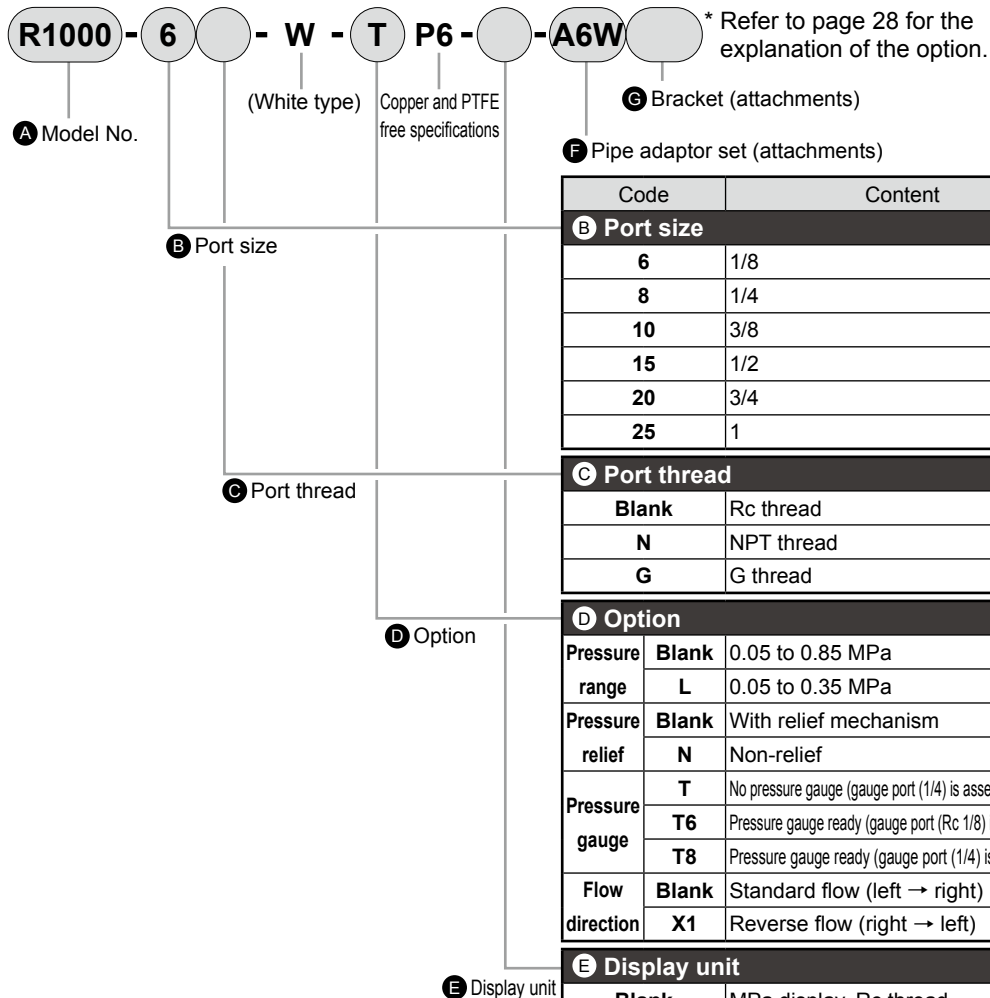 R1000 - 6 - W - T P6 - - A6W
* Refer to page 28 for the
explanation of the option.
(White type)
Copper and PTFE
free specifications
G Bracket (attachments)
A Model No.
F Pipe adaptor set (attachments)
Code Content
B Port size
B Port size
6 1/8
8 1/4
10 3/8
15 1/2
20 3/4
25 1
C Port thread
C Port thread
Blank Rc thread
N NPT thread
G G thread
D Option
D Option
Pressure range Blank 0.05 to 0.85 MPa
L 0.05 to 0.35 MPa
Pressure relief Blank With relief mechanism
N Non-relief
Pressure gauge T No pressure gauge (gauge port (1/4) is
T6 Pressure gauge ready (gauge port (Rc 1/8)
T8 Pressure gauge ready (gauge port (1/4)
Flow direction Blank Standard flow (left → right)
X1 Reverse flow (right → left)
E Display unit
E Display unit